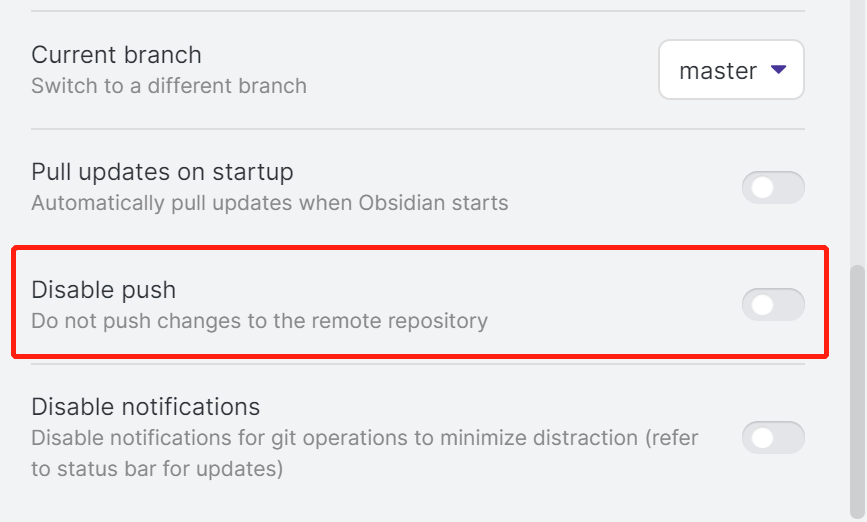 Current branch
Switch to a different branch
master
Pull updates on startup
Automatically pull updates when Obsidian starts
Disable push
Do not push changes to the remote repository
Disable notifications
Disable notifications for git operations to minimize distraction (refer
to status bar for updates)